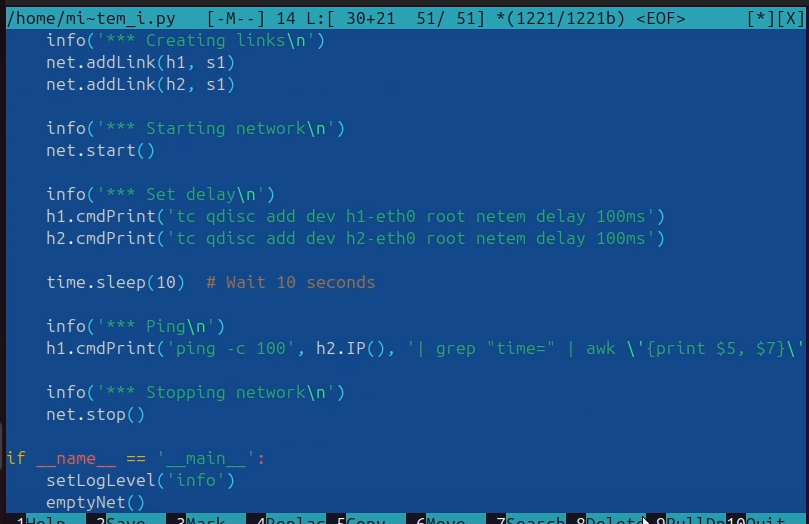 /home/mi~tem_i.py   [-M--] 14 L:[ 30+21  51/ 51] *(1221/1221b) <EOF>      [*][X]
    info('*** Creating links\n')
    net.addLink(h1, s1)
    net.addLink(h2, s1)
    info('*** Starting network\n')
    net.start()
    info('*** Set delay\n')
    h1.cmdPrint('tc qdisc add dev h1-eth0 root netem delay 100ms')
    h2.cmdPrint('tc qdisc add dev h2-eth0 root netem delay 100ms')
    time.sleep(10)  # Wait 10 seconds
    info('*** Ping\n')
    h1.cmdPrint('ping -c 100', h2.IP(), '| grep "time=" | awk \'{print $5, $7}\'
    info('*** Stopping network\n')
    net.stop()
if __name__ == '__main__':
    setLogLevel('info')
    emptyNet()
1Help  2Save  3Mark  4Replac 5Copy  6Move  7Search 8Delete 9PullDn 10Quit